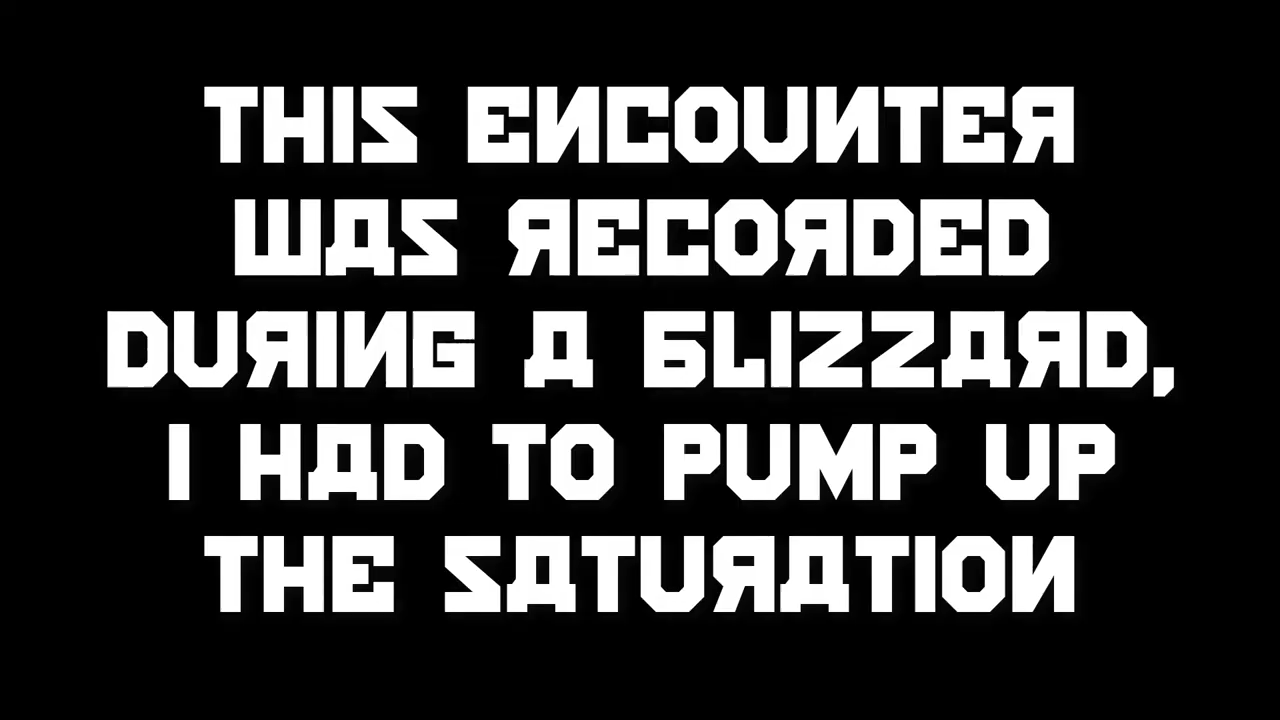 THIS ENCOUNTER
WAS RECORDED
DURING A BLIZZARD,
I HAD TO PUMP UP
THE SATURATION